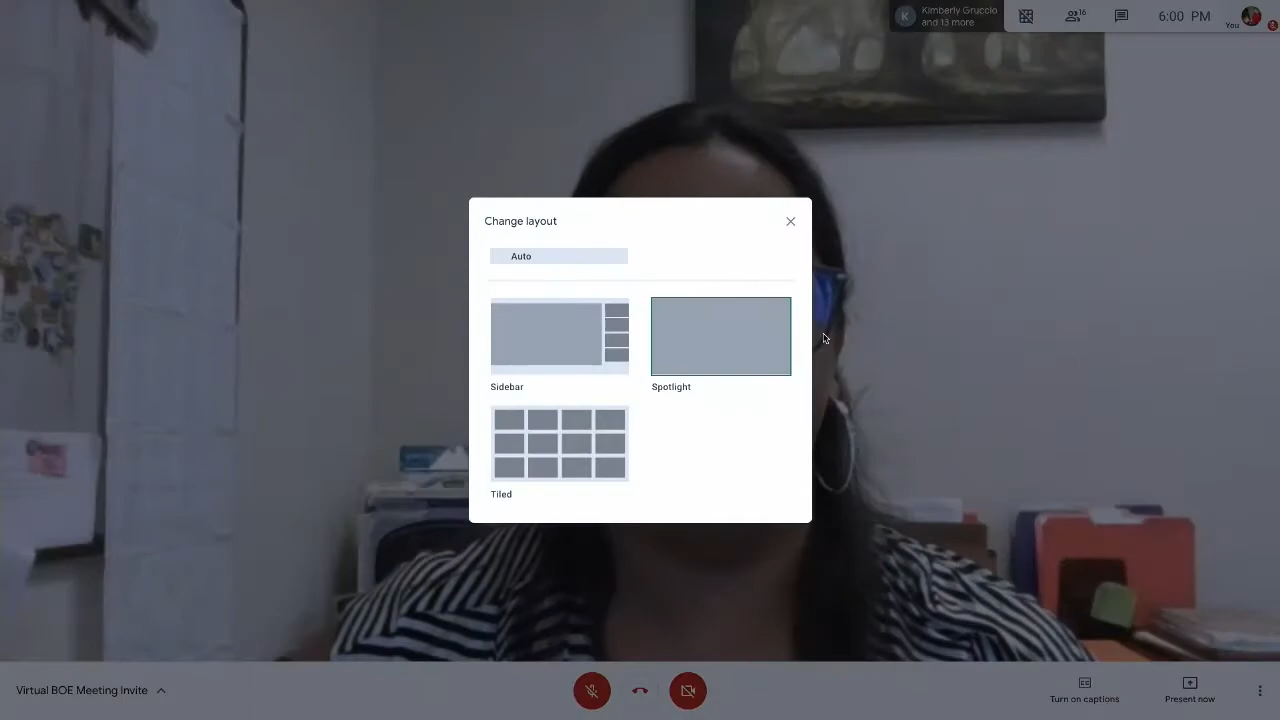 K
Kimberly Gruccio
and 13 more
16
6:00 PM
You
Change layout
Auto
Sidebar
Spotlight
Tiled
Virtual BOE Meeting Invite
Turn on captions
Present now